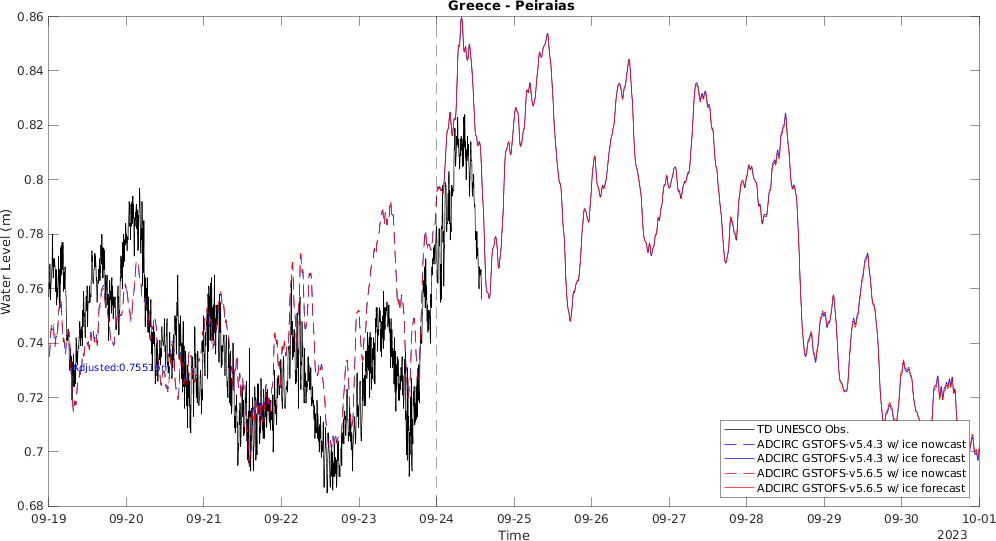 Greece - Peiraias
Water Level (m)
0.86
0.84
0.82
0.8
0.78
0.76
0.74
0.72
0.7
0.68
TD UNESCO Obs.
ADCIRC GSTOFS-v5.4.3 w/ ice nowcast
ADCIRC GSTOFS-v5.4.3 w/ ice forecast
ADCIRC GSTOFS-v5.6.5 w/ ice nowcast
ADCIRC GSTOFS-v5.6.5 w/ ice forecast
09-19 09-20 09-21 09-22 09-23 09-24 09-25 09-26 09-27 09-28 09-29 09-30 10-01
Time
2023